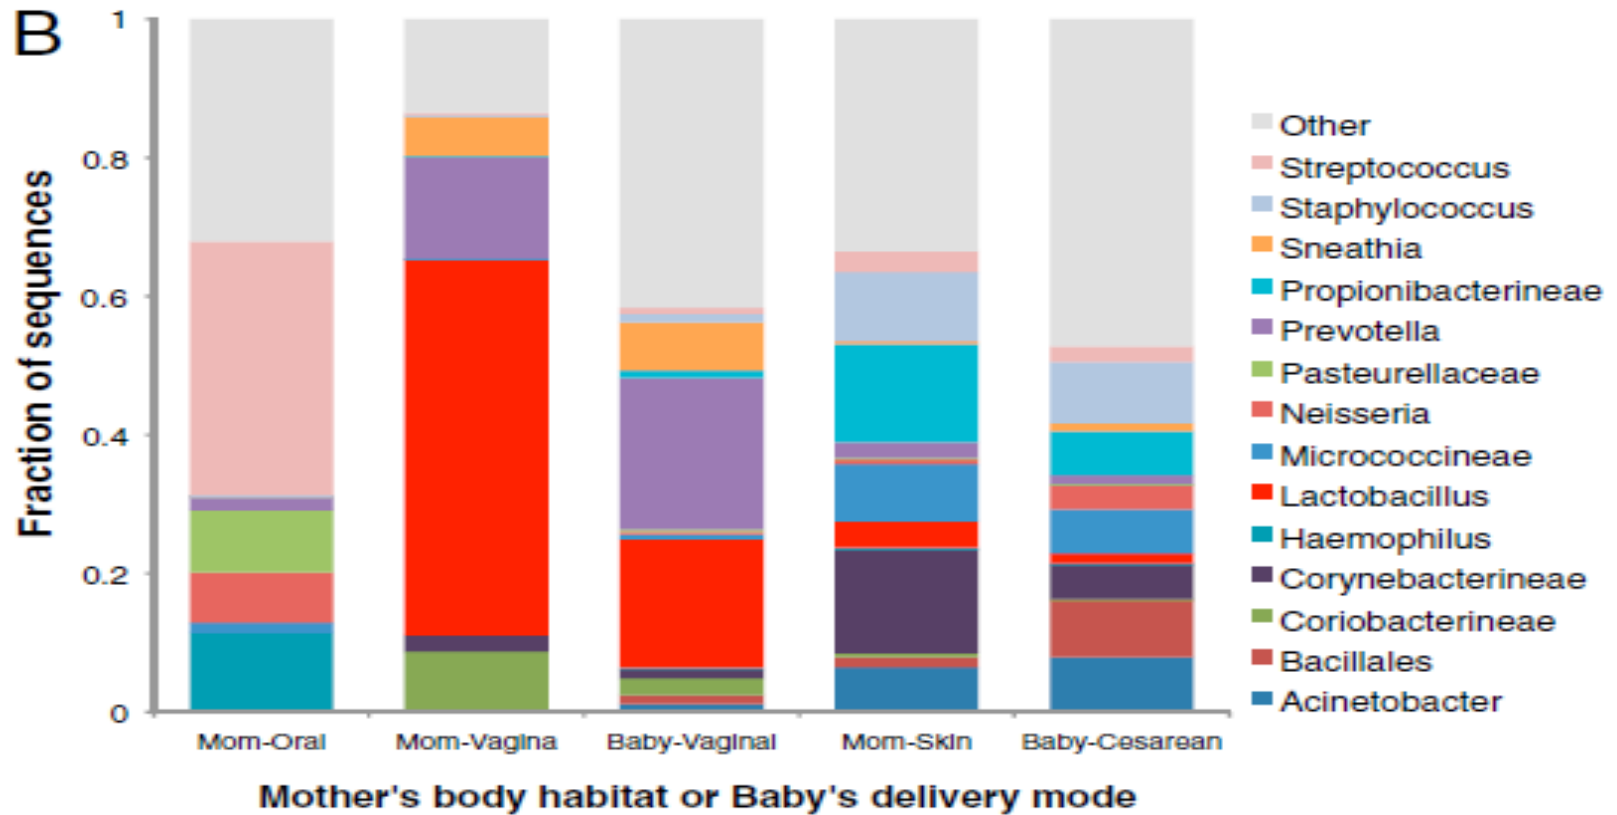 B
1
0.8
0.6
0.4
0.2
0
Fraction of sequences
Mom-Oral
Mom-Vagina
Baby-Vaginal
Mom-Skin
Baby-Cesarean
Mother's body habitat or Baby's delivery mode
Other
Streptococcus
Staphylococcus
Sneathia
Propionibacterineae
Prevotella
Pasteurellaceae
Neisseria
Micrococcineae
Lactobacillus
Haemophilus
Corynebacterineae
Coriobacterineae
Bacillales
Acinetobacter